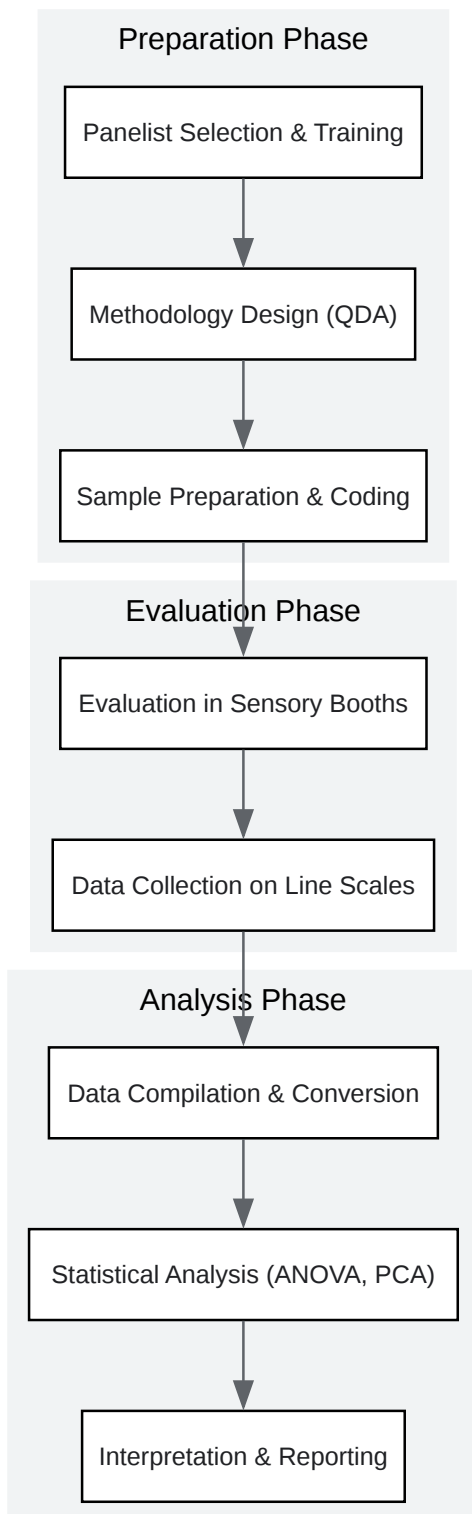 Preparation Phase
Panelist Selection & Training
Methodology Design (QDA)
Sample Preparation & Coding
Evaluation Phase
Evaluation in Sensory Booths
Data Collection on Line Scales
Analysis Phase
Data Compilation & Conversion
Statistical Analysis (ANOVA, PCA)
Interpretation & Reporting